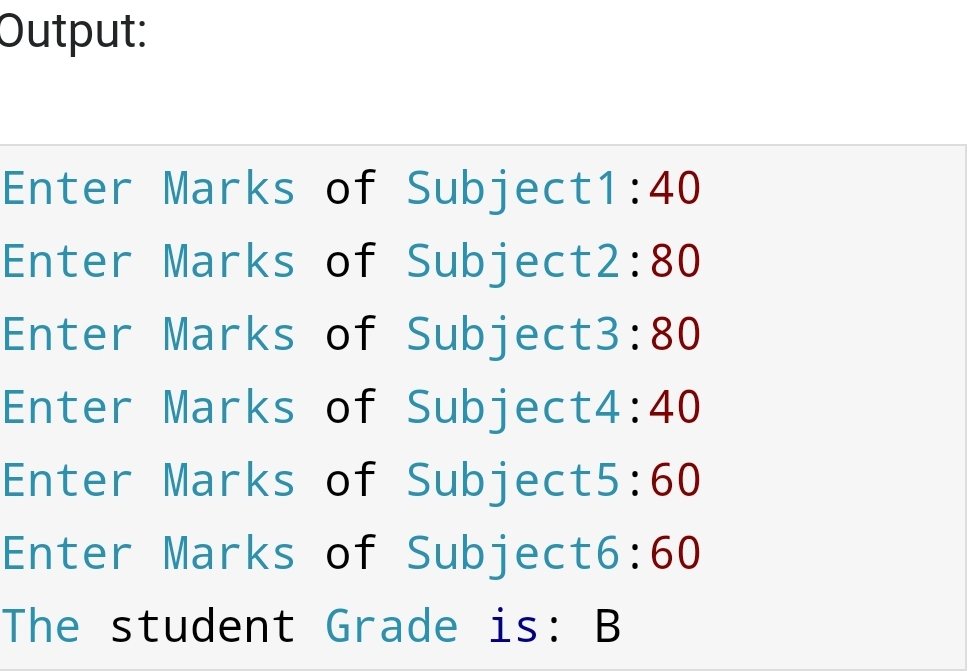 Output:
Enter Marks of Subject1:40
Enter Marks of Subject2:80
Enter Marks of Subject3:80
Enter Marks of Subject4:40
Enter Marks of Subject5:60
Enter Marks of Subject6:60
The student Grade is: B